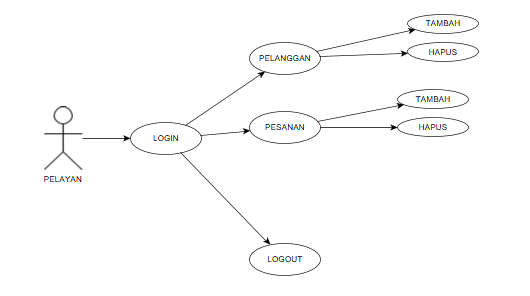 TAMBAH
HAPUS
PELANGGAN
TAMBAH
HAPUS
PESANAN
LOGIN
PELAYAN
LOGOUT